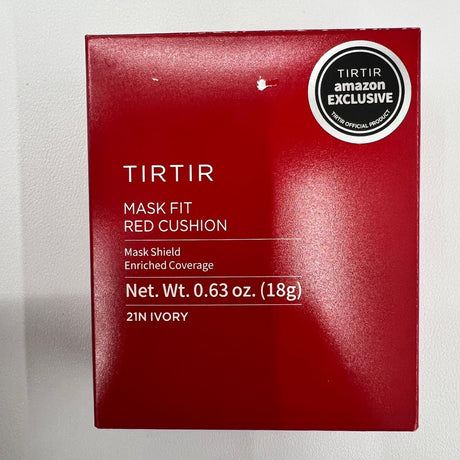 TIRTIR
amazon
EXCLUSIVE
TIRTIR OFFICIAL PRODUCT
TIRTIR
MASK FIT
RED CUSHION
Mask Shield
Enriched Coverage
Net. Wt. 0.63 oz. (18g)
21N IVORY